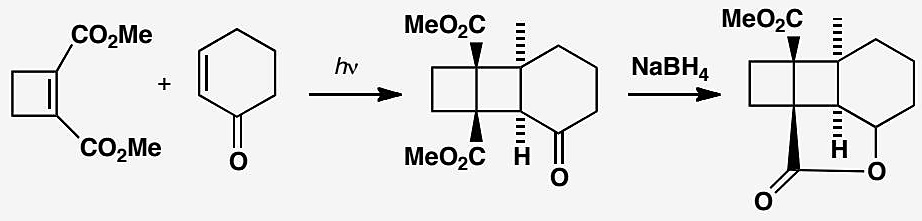 CO₂Me
CO₂Me
+
O
hν
MeO₂C
MeO₂C
H
O
NaBH₄
MeO₂C
H
O
O